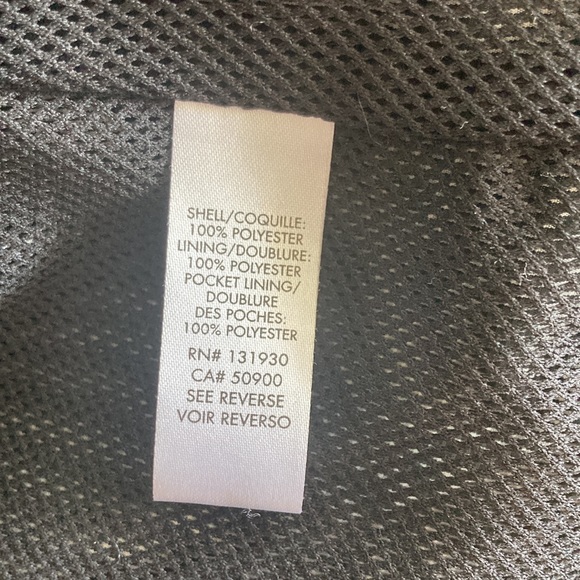 SHELL/COQUILLE:
100% POLYESTER
LINING/DOUBLURE:
100% POLYESTER
POCKET LINING/
DOUBLURE
DES POCHES:
100% POLYESTER
RN# 131930
CA# 50900
SEE REVERSE
VOIR REVERSO